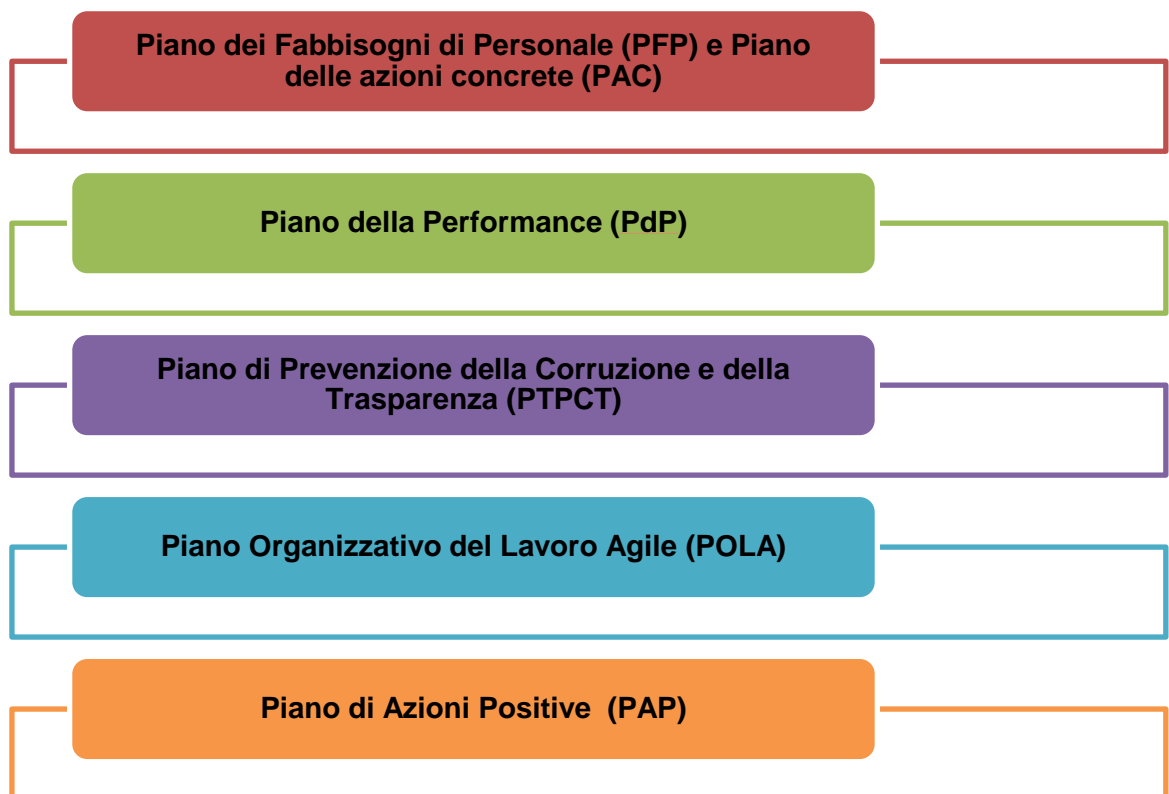 Piano dei Fabbisogni di Personale (PFP) e Piano
delle azioni concrete (PAC)
Piano della Performance (PdP)
Piano di Prevenzione della Corruzione e della
Trasparenza (PTPCT)
Piano Organizzativo del Lavoro Agile (POLA)
Piano di Azioni Positive (PAP)